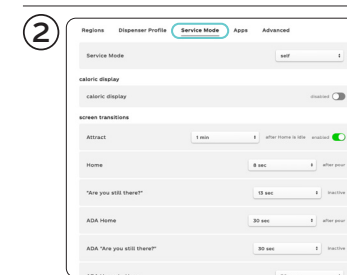 2
Regions Dispenser Profile Service Mode Apps Advanced
Service Mode self
caloric display
caloric display disabled
screen transitions
Attract 1 min after Home is idle enabled
Home 8 sec after pour
"Are you still there?" 13 sec inactive
ADA Home 30 sec after pour
ADA "Are you still there?" 30 sec inactive